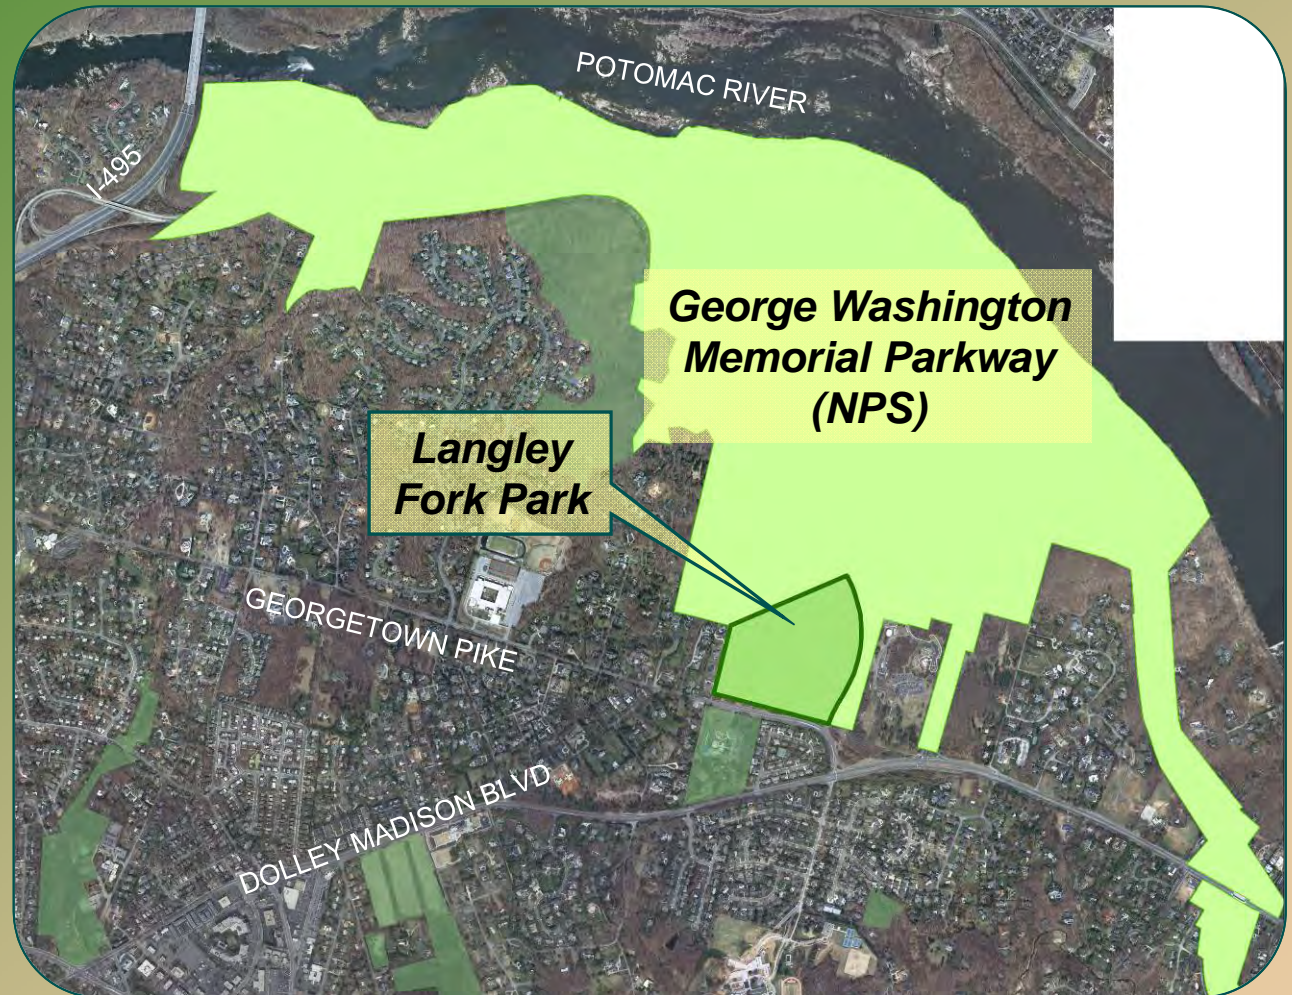 POTOMAC RIVER
I-495
George Washington
Memorial Parkway
(NPS)
Langley
Fork Park
GEORGETOWN PIKE
DOLLEY MADISON BLVD